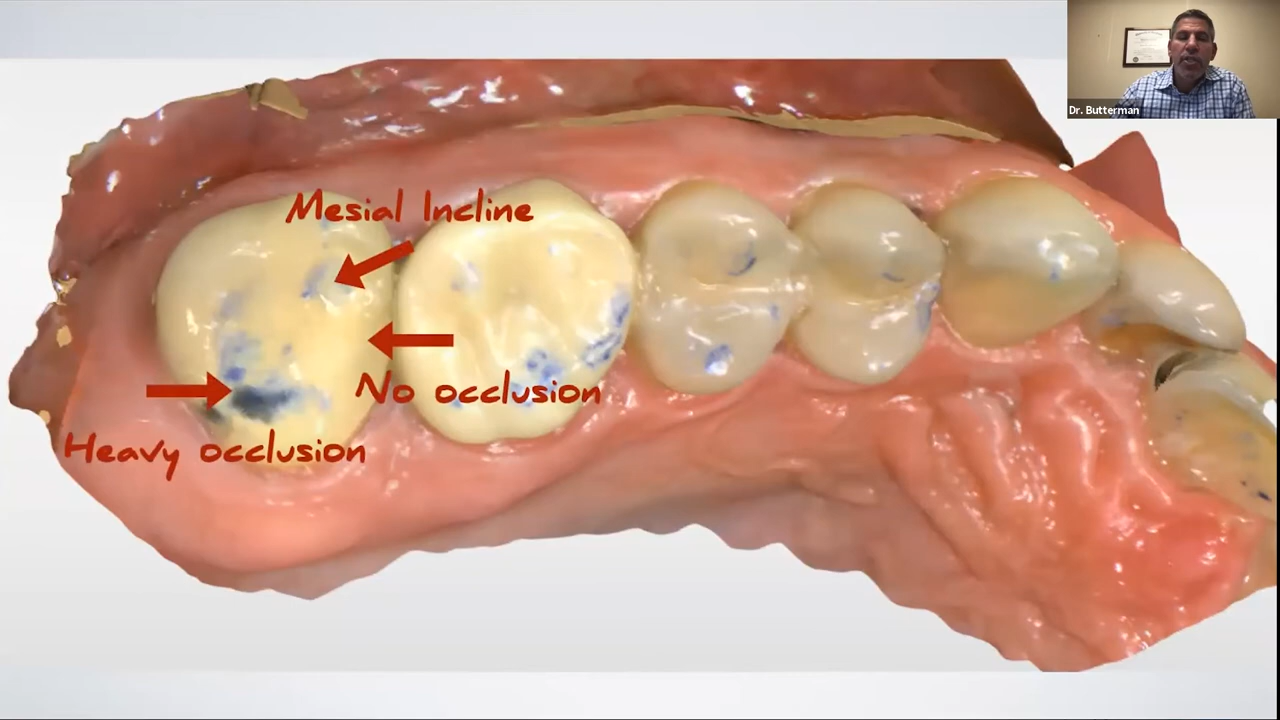 Dr. Butterman
Mesial Incline
No occlusion
Heavy occlusion